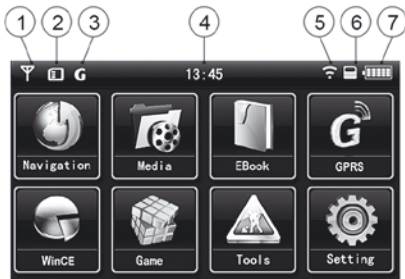 1 2 3 4 5 6 7
G 13:45
Navigation Media EBook GPRS
G
WinCE Game Tools Setting